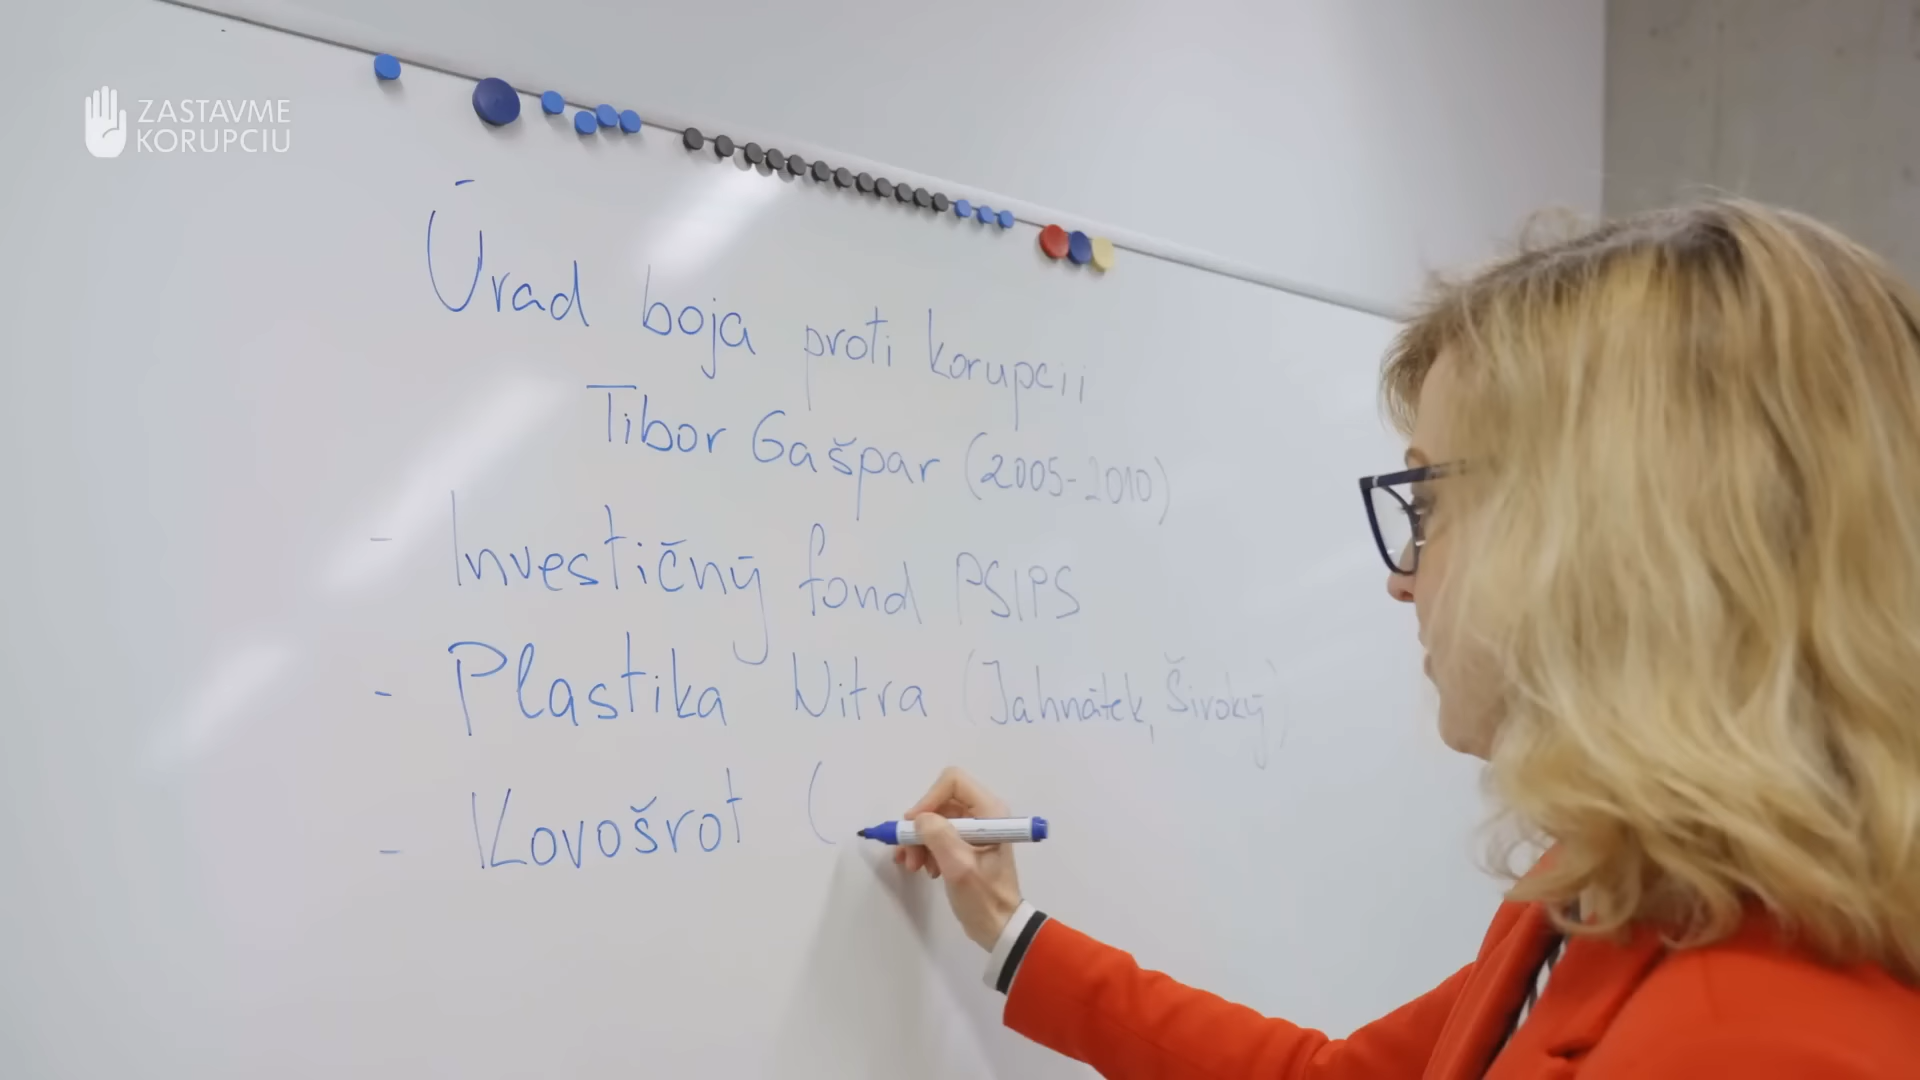 ZASTAVME
KORUPCIU
Úrad boja proti korupcii
Tibor Gašpar (2005-2010)
- Investičný fond PSIPS
- Plastika Nitra (Jahnátek, Široký)
- Kovošrot (